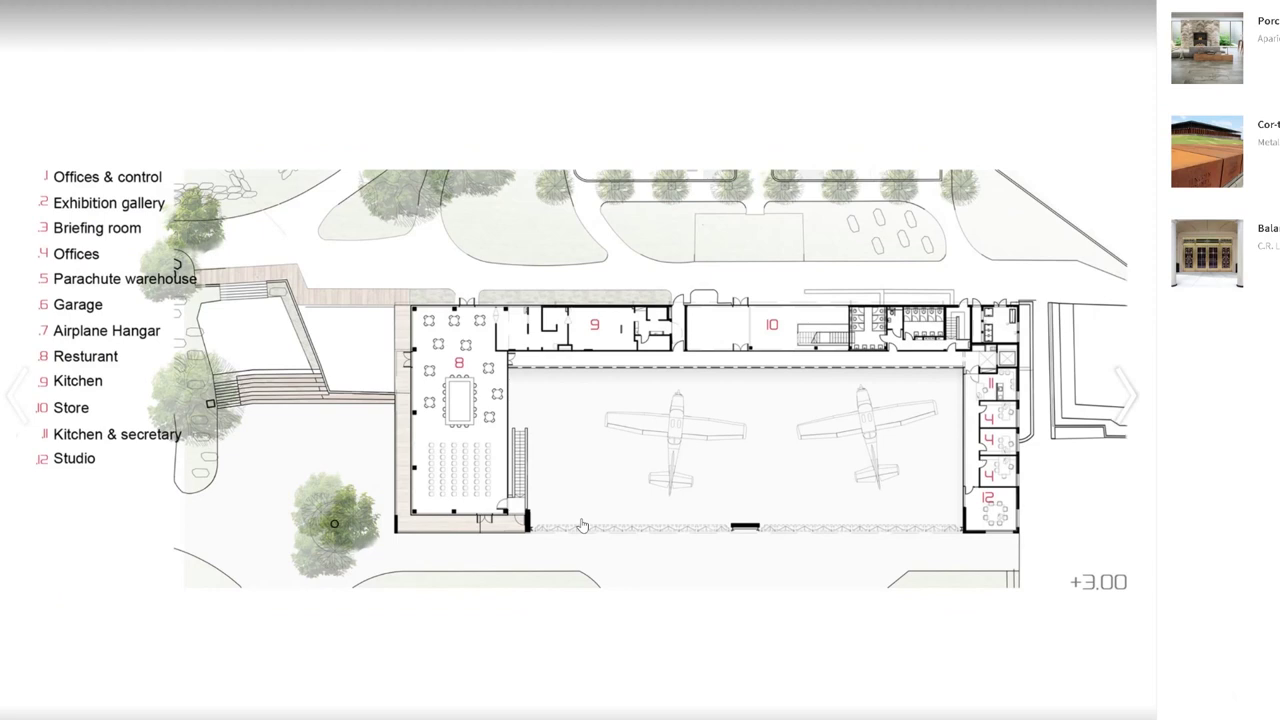 .1 Offices & control
.2 Exhibition gallery
.3 Briefing room
.4 Offices
.5 Parachute warehouse
.6 Garage
.7 Airplane Hangar
.8 Resturant
.9 Kitchen
.10 Store
.11 Kitchen & secretary
.12 Studio
9
10
8
11
4
4
4
12
+3.00
Porc
Apari
Cor-t
Metal
Bala
C.R. L